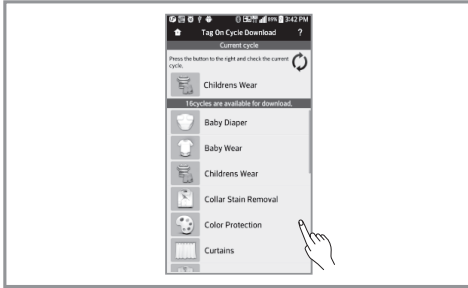 89% 3:42 PM
Tag On Cycle Download ?
Current cycle
Press the button to the right and check the current
cycle.
Childrens Wear
16cycles are available for download.
Baby Diaper
Baby Wear
Childrens Wear
Collar Stain Removal
Color Protection
Curtains